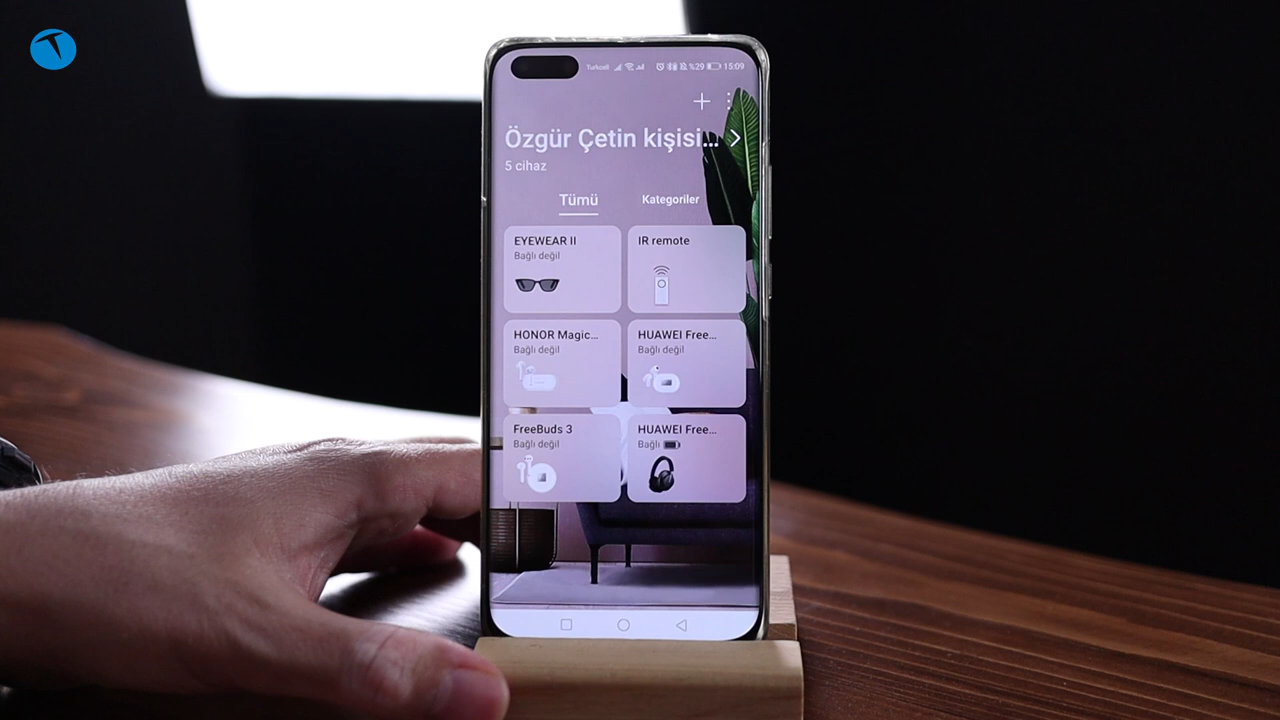 Turkcell %29 15:09
Özgür Çetin kişisi...
5 cihaz
Tümü Kategoriler
EYEWEAR II
Bağlı değil
IR remote
HONOR Magic...
Bağlı değil
HUAWEI Free...
Bağlı değil
FreeBuds 3
Bağlı değil
HUAWEI Free...
Bağlı